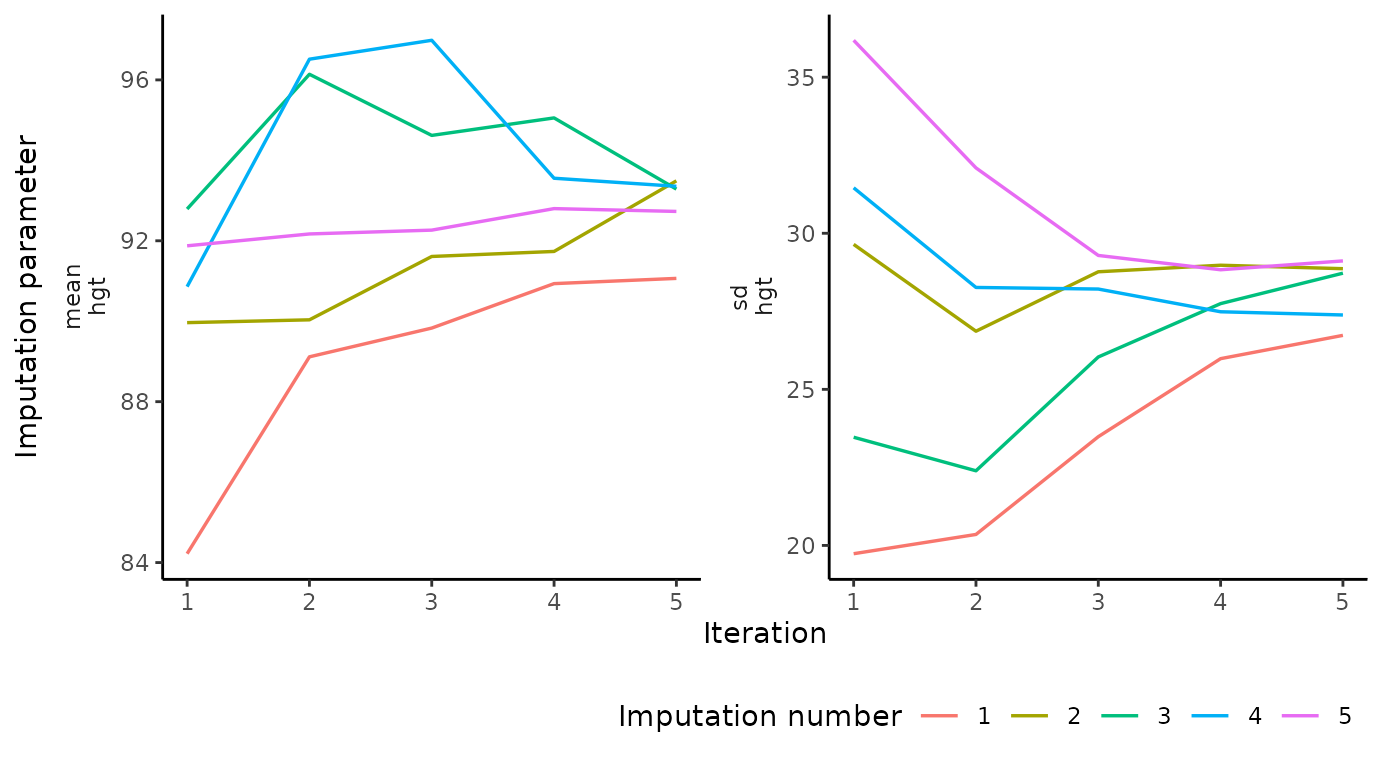 Imputation parameter
mean
hgt
96
92
88
84
1 2 3 4 5
sd
hgt
35
30
25
20
1 2 3 4 5
Iteration
Imputation number 1 2 3 4 5